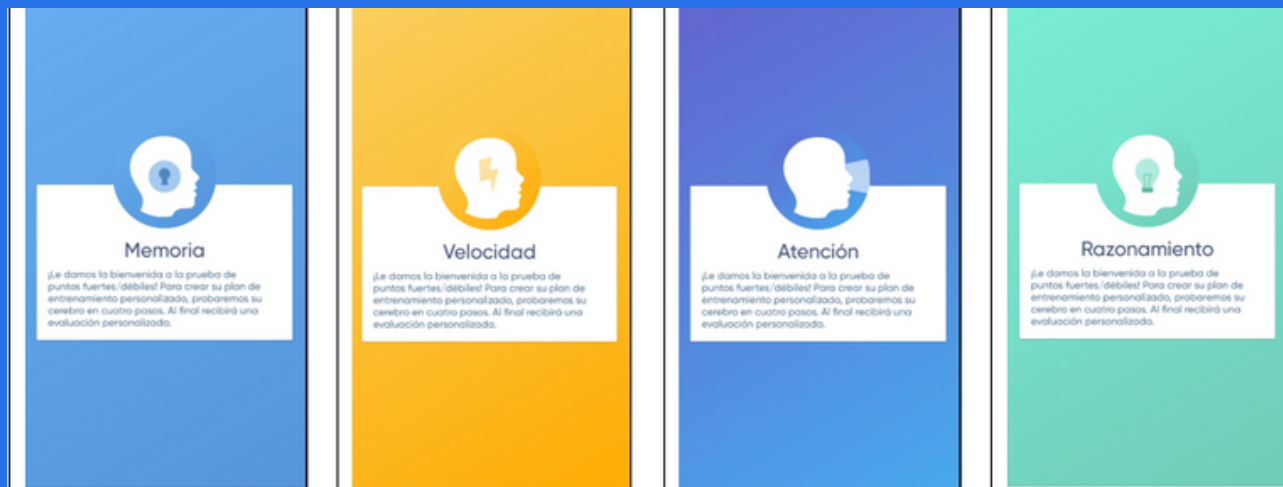 Memoria
¡Le damos la bienvenida a la prueba de
puntos fuertes/débiles! Para crear su plan de
entrenamiento personalizado, probaremos su
cerebro en cuatro pasos. Al final recibirá una
evaluación personalizada.
Velocidad
¡Le damos la bienvenida a la prueba de
puntos fuertes/débiles! Para crear su plan de
entrenamiento personalizado, probaremos su
cerebro en cuatro pasos. Al final recibirá una
evaluación personalizada.
Atención
¡Le damos la bienvenida a la prueba de
puntos fuertes/débiles! Para crear su plan de
entrenamiento personalizado, probaremos su
cerebro en cuatro pasos. Al final recibirá una
evaluación personalizada.
Razonamiento
¡Le damos la bienvenida a la prueba de
puntos fuertes/débiles! Para crear su plan de
entrenamiento personalizado, probaremos su
cerebro en cuatro pasos. Al final recibirá una
evaluación personalizada.